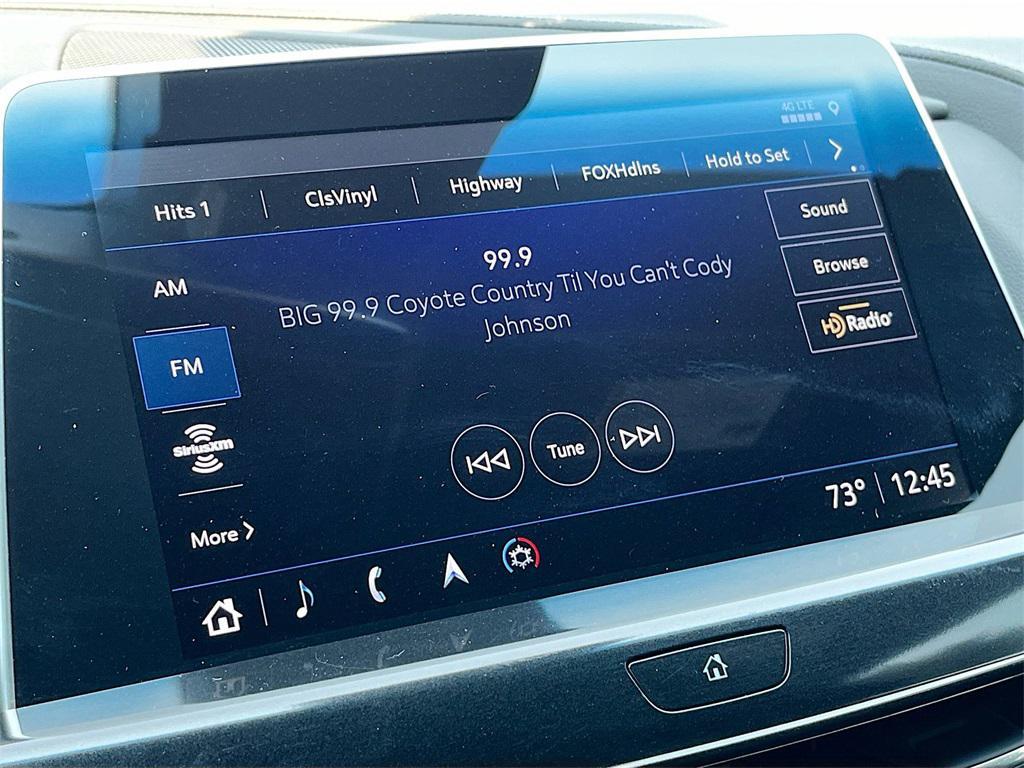 4G LTE
Hits 1 ClsVinyl Highway FOXHdlns Hold to Set
Sound
AM
99.9
BIG 99.9 Coyote Country Til You Can't Cody
Johnson
Browse
HD Radio
FM
SiriusXM
Tune
73° 12:45
More